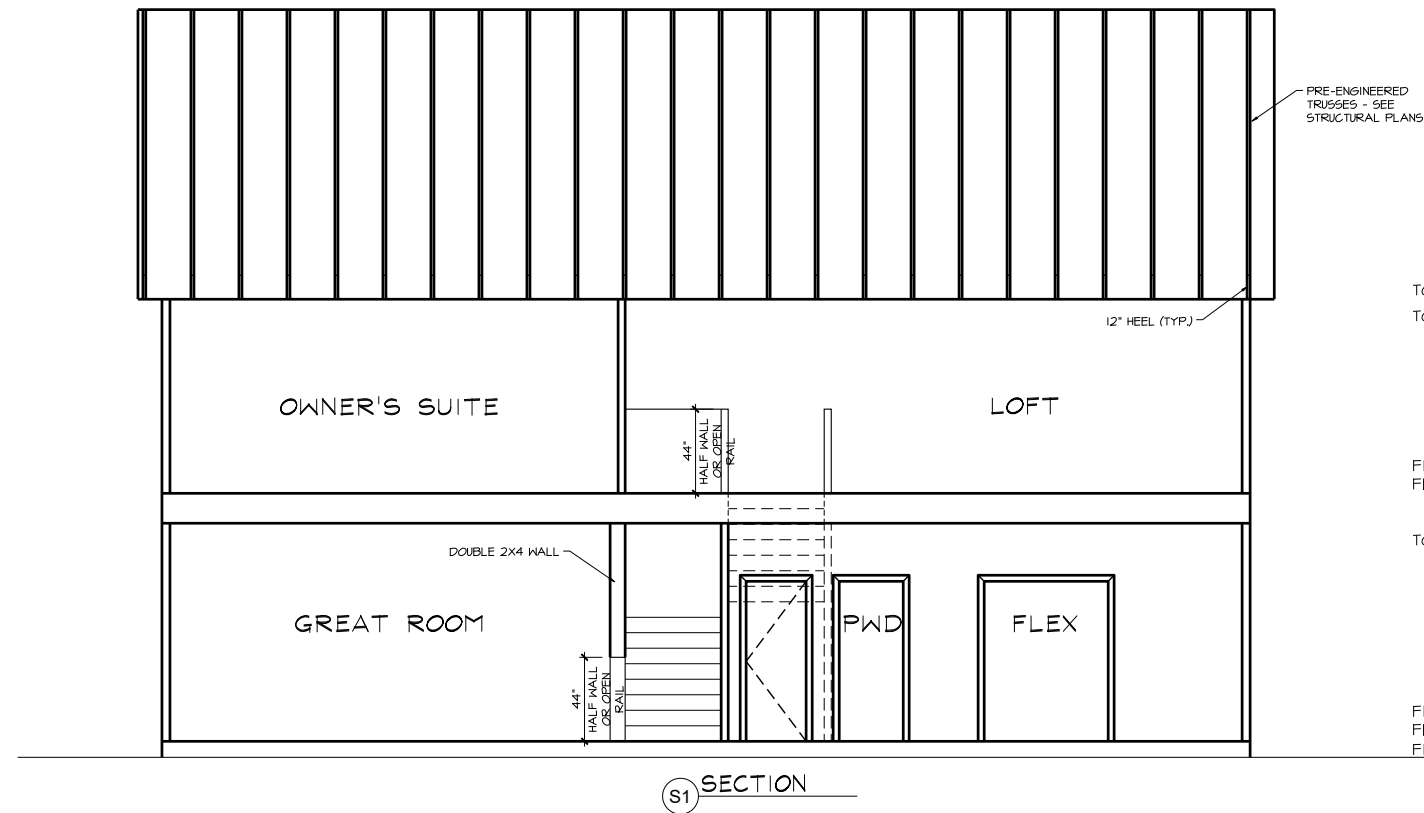 PRE-ENGINEERED
TRUSSES - SEE
STRUCTURAL PLANS
12" HEEL (TYP.)
OWNER'S SUITE
LOFT
44"
HALF WALL
OR OPEN
RAIL
DOUBLE 2X4 WALL
GREAT ROOM
PWD
FLEX
44"
HALF WALL
OR OPEN
RAIL
S1 SECTION